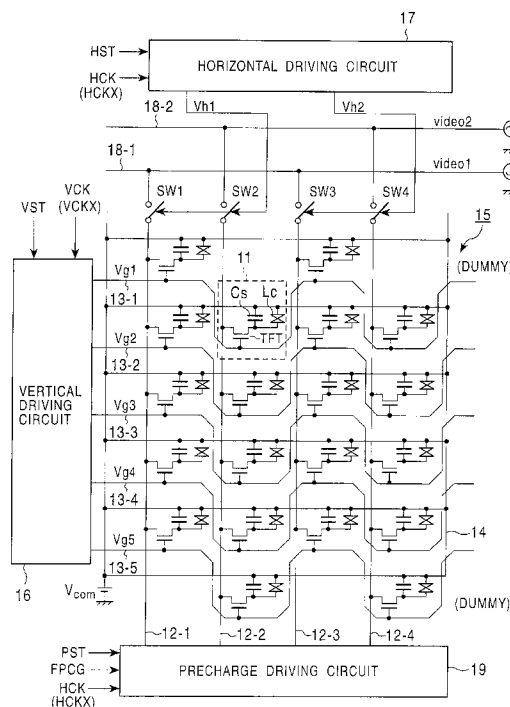 17
HST
HORIZONTAL DRIVING CIRCUIT
HCK
(HCKX)
Vh1
Vh2
18-2
video2
18-1
video1
VCK
(VCKX)
VST
SW1
SW2
SW3
SW4
15
(DUMMY)
11
Vg1
Cs
Lc
13-1
TFT
Vg2
13-2
VERTICAL
DRIVING
CIRCUIT
Vg3
13-3
Vg4
13-4
14
Vg5
16
13-5
Vcom
(DUMMY)
12-1
12-2
12-3
12-4
PST
FPCG
PRECHARGE DRIVING CIRCUIT
19
HCK
(HCKX)